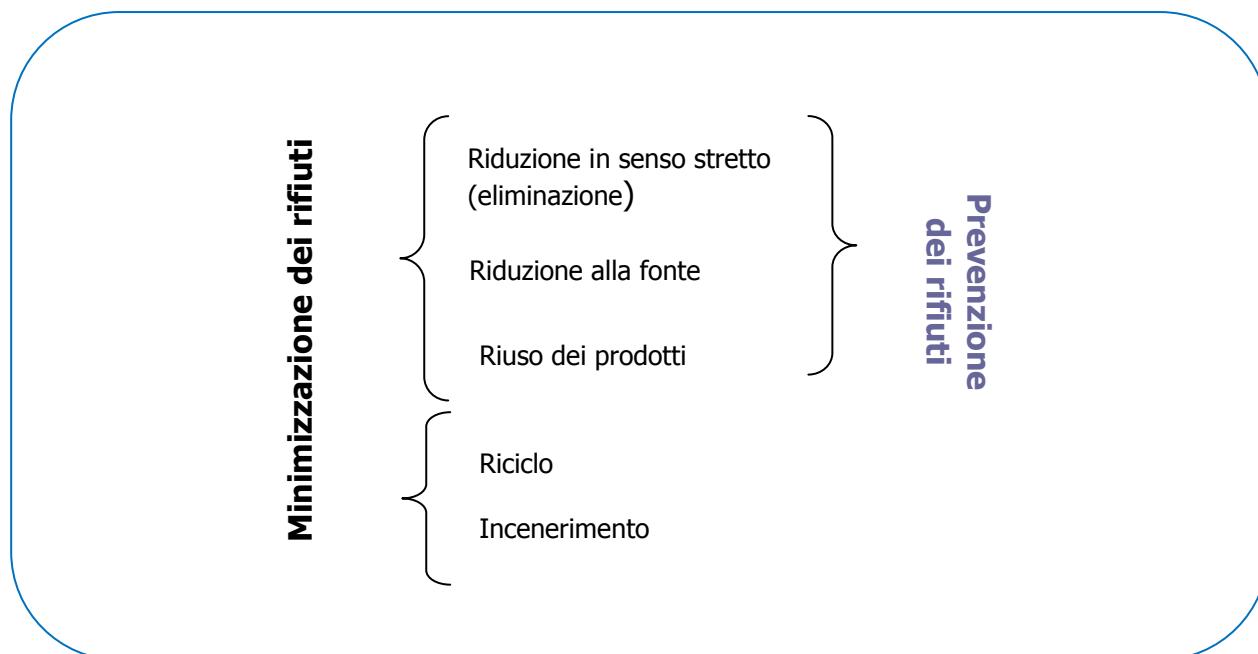 Minimizzazione dei rifiuti
Riduzione in senso stretto
(eliminazione)
Riduzione alla fonte
Riuso dei prodotti
Riciclo
Incenerimento
Prevenzione
dei rifiuti